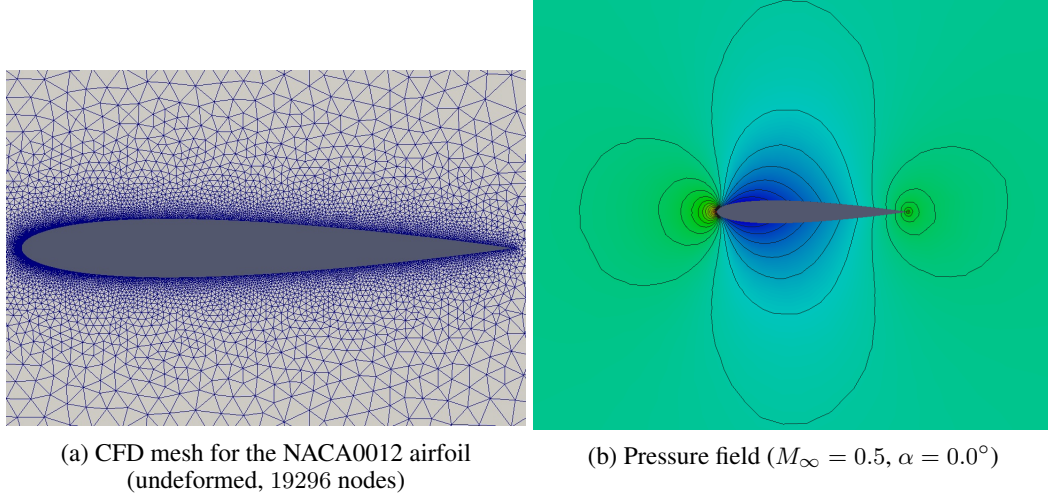 (a) CFD mesh for the NACA0012 airfoil
(undeformed, 19296 nodes)
(b) Pressure field (M∞ = 0.5, α = 0.0°)